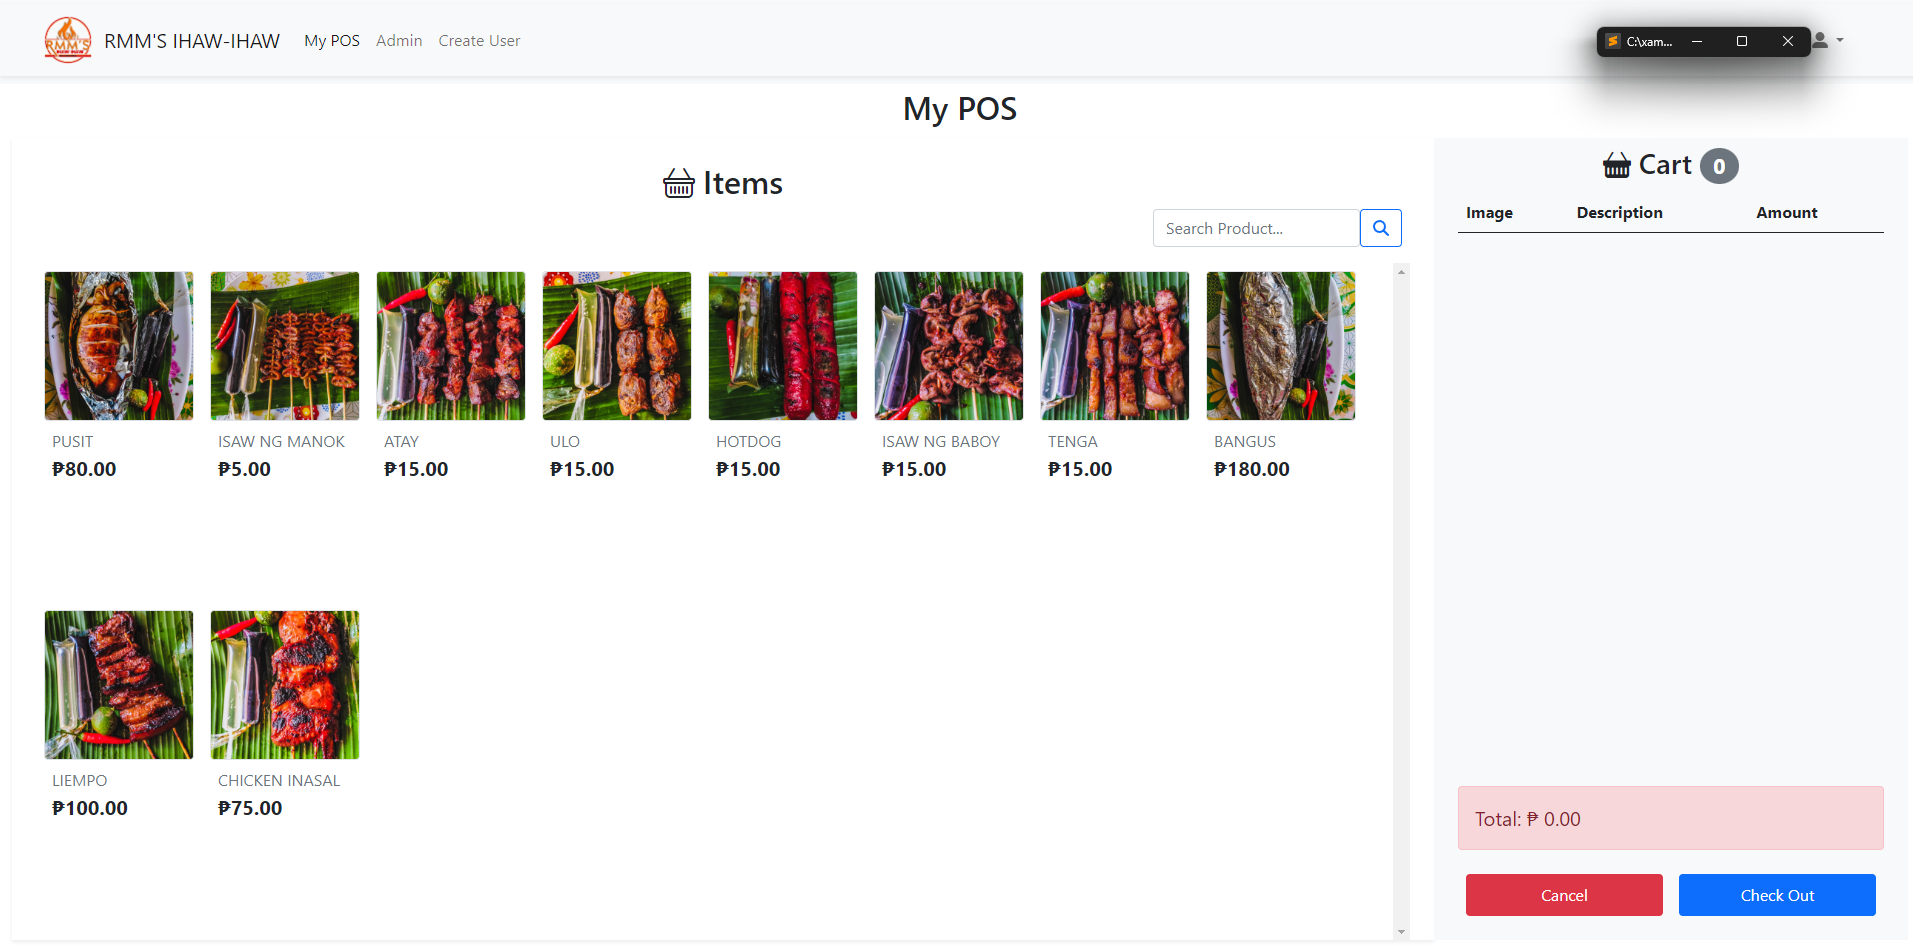 RMM'S
RMM'S IHAW-IHAW
My POS
Admin
Create User
C:\xam...
My POS
Items
Search Product...
PUSIT
₱80.00
ISAW NG MANOK
₱5.00
ATAY
₱15.00
ULO
₱15.00
HOTDOG
₱15.00
ISAW NG BABOY
₱15.00
TENGA
₱15.00
BANGUS
₱180.00
LIEMPO
₱100.00
CHICKEN INASAL
₱75.00
Cart 0
Image Description Amount
Total: ₱ 0.00
Cancel
Check Out